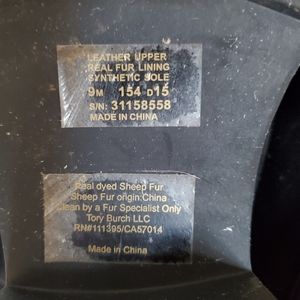 LEATHER UPPER
REAL FUR LINING
SYNTHETIC SOLE
9M 154 D15
S/N: 31158558
MADE IN CHINA
Real dyed Sheep Fur
Sheep Fur origin China
Clean by a Fur Specialist Only
Tory Burch LLC
RN#111395/CA57014
Made in China